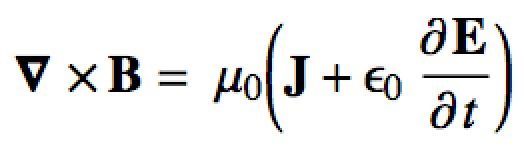 ∇ × B = μ₀(J + ϵ₀ ∂E/∂t)